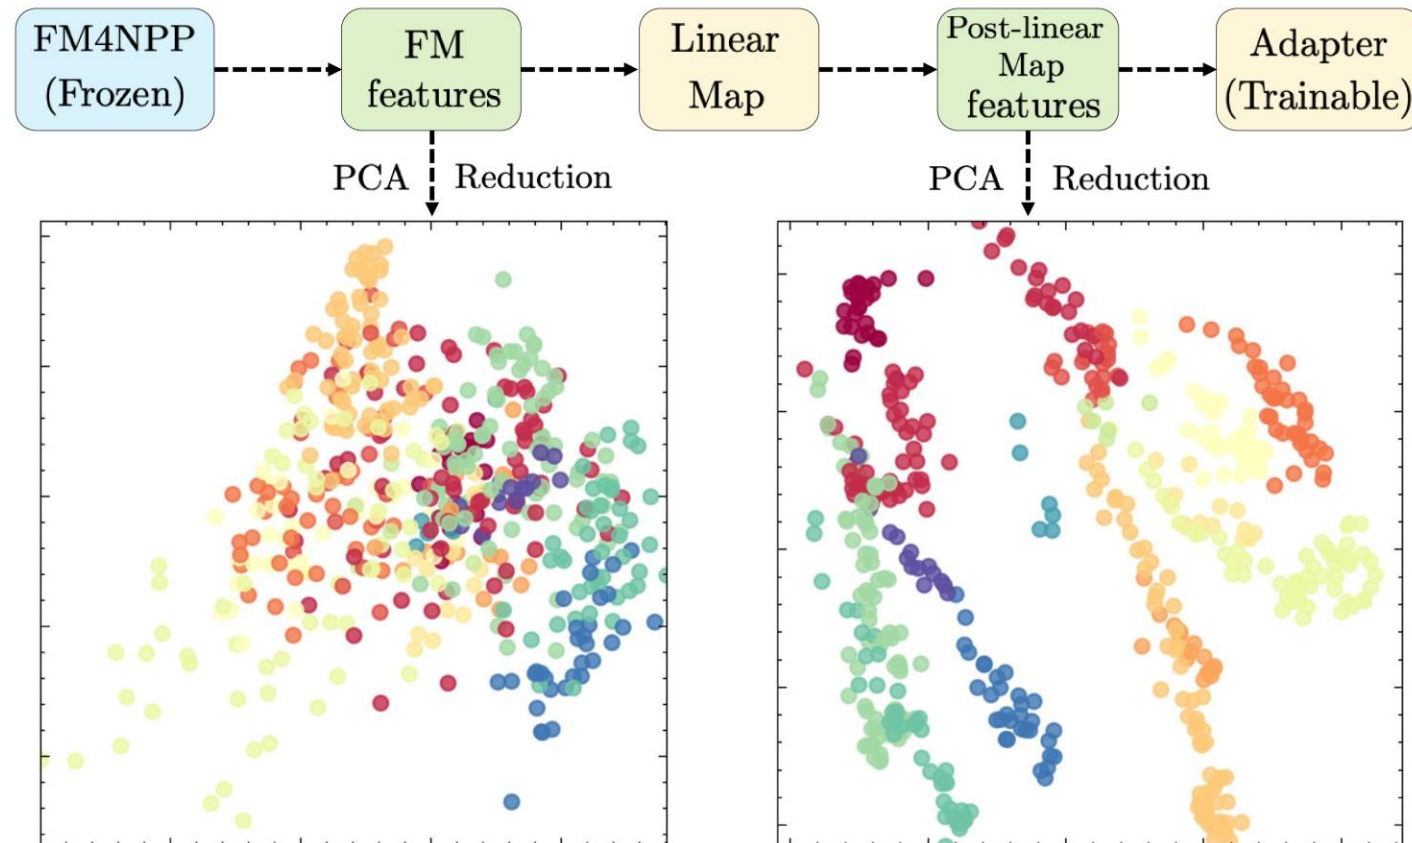 FM4NPP
(Frozen)
FM
features
Linear
Map
Post-linear
Map
features
Adapter
(Trainable)
PCA Reduction
PCA Reduction